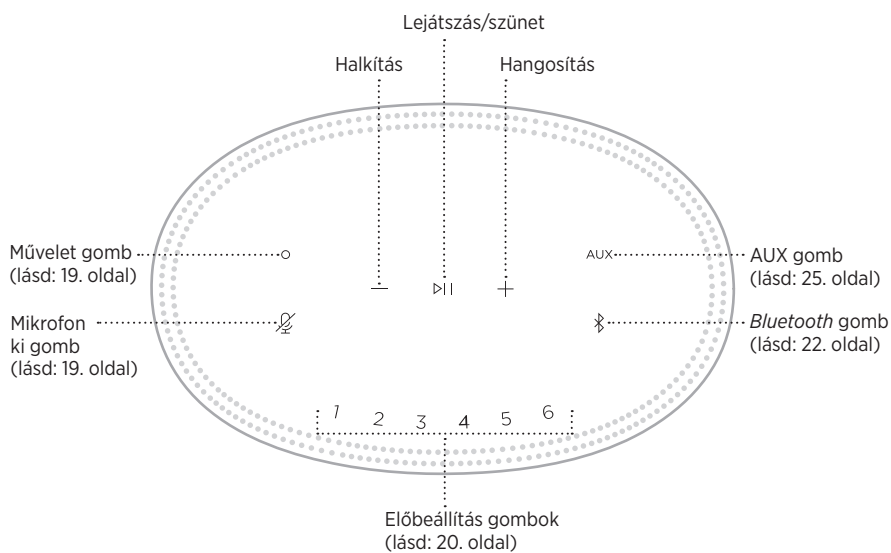 Lejátszás/szünet
Halkítás
Hangosítás
Művelet gomb
(lásd: 19. oldal)
AUX
AUX gomb
(lásd: 25. oldal)
Mikrofon
ki gomb
(lásd: 19. oldal)
Bluetooth gomb
(lásd: 22. oldal)
1 2 3 4 5 6
Előbeállítás gombok
(lásd: 20. oldal)